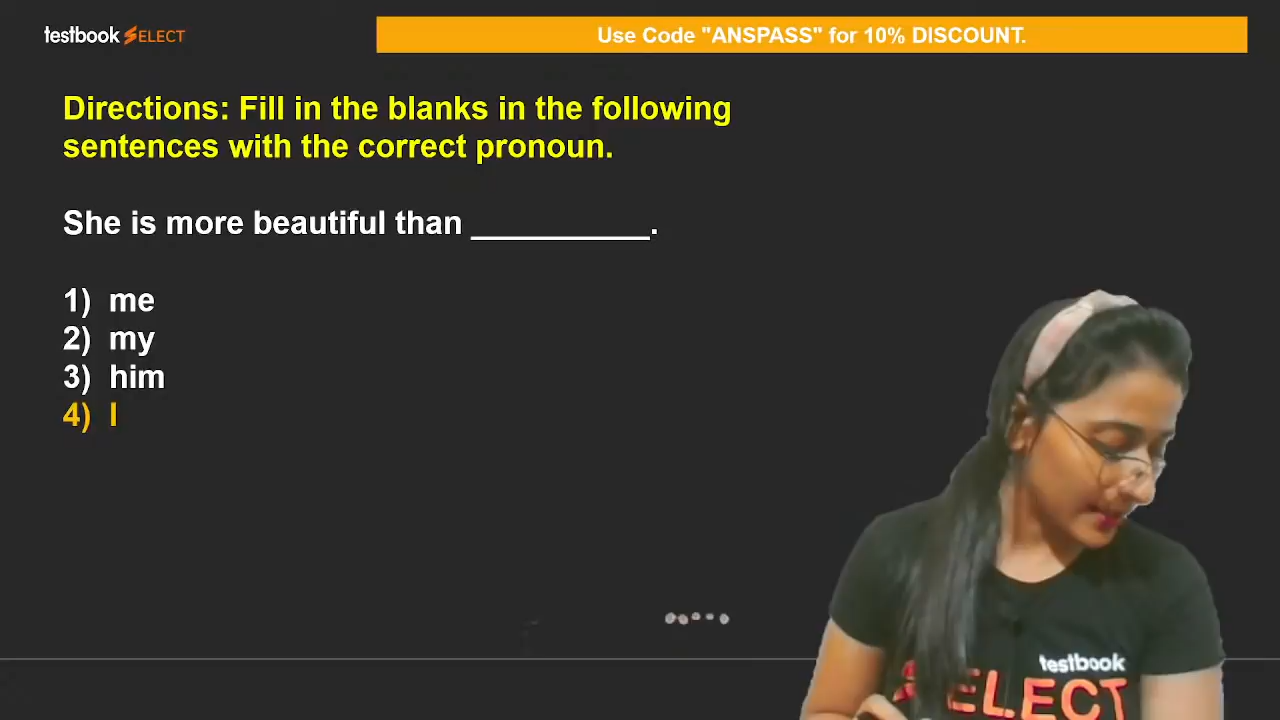 testbook SELECT
Use Code "ANSPASS" for 10% DISCOUNT.
Directions: Fill in the blanks in the following
sentences with the correct pronoun.
She is more beautiful than __________.
1) me
2) my
3) him
4) I
testbook
SELECT